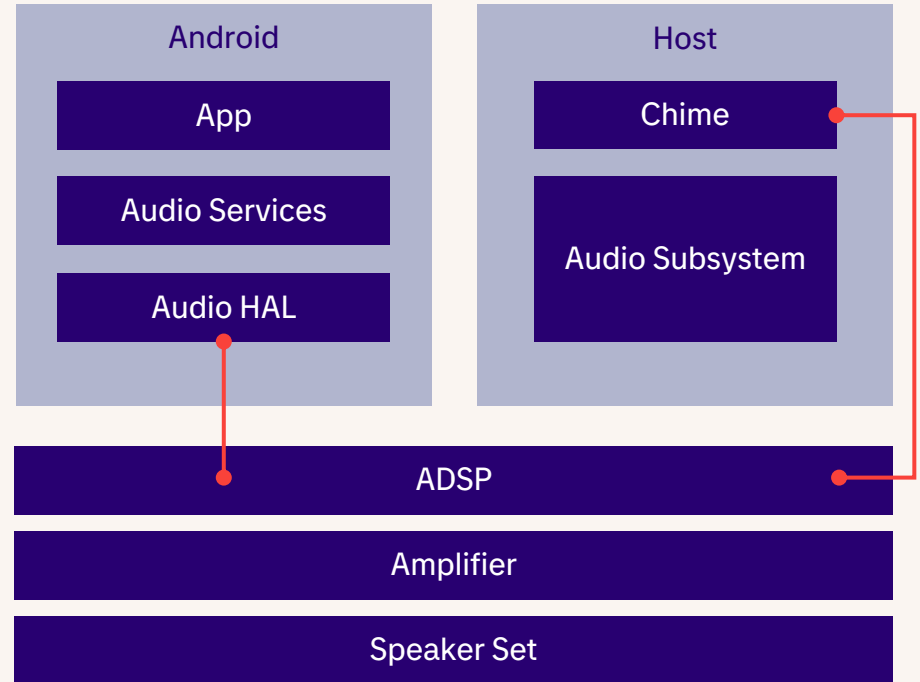 Android
App
Audio Services
Audio HAL
Host
Chime
Audio Subsystem
ADSP
Amplifier
Speaker Set